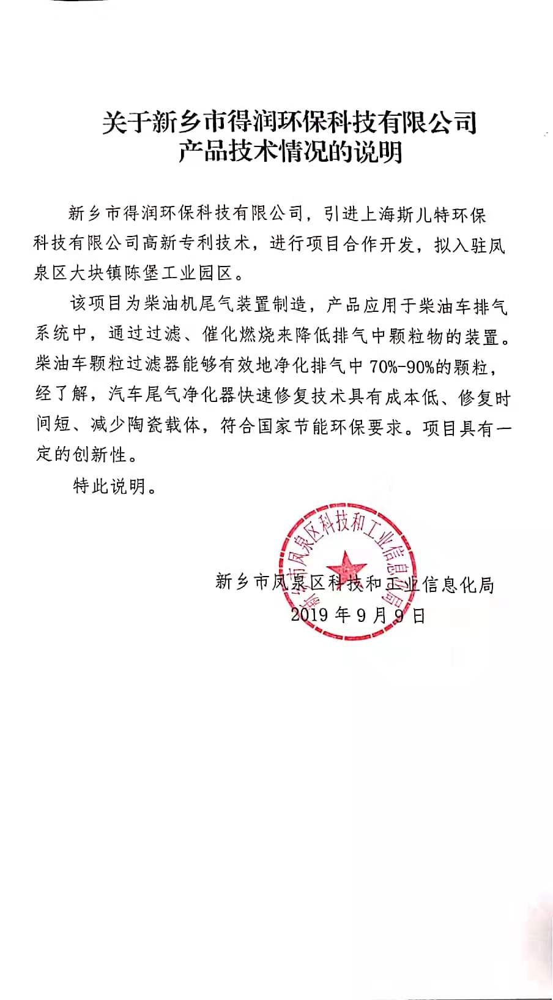 关于新乡市得润环保科技有限公司
产品技术情况的说明
新乡市得润环保科技有限公司，引进上海斯儿特环保
科技有限公司高新专利技术，进行项目合作开发，拟入驻凤
泉区大块镇陈堡工业园区。
该项目为柴油机尾气装置制造，产品应用于柴油车排气
系统中，通过过滤、催化燃烧来降低排气中颗粒物的装置。
柴油车颗粒过滤器能够有效地净化排气中70%-90%的颗粒，
经了解，汽车尾气净化器快速修复技术具有成本低、修复时
间短、减少陶瓷载体，符合国家节能环保要求。项目具有一
定的创新性。
特此说明。
新乡市凤泉区科技和工业信息化局
新乡市凤泉区科技和工业信息化局
2019年9月9日